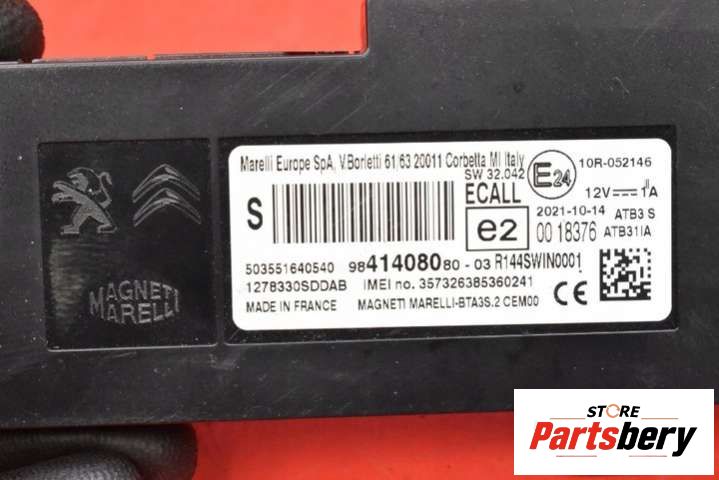 Marelli Europe SpA, V.Borletti 61/63 20011 Corbetta MI Italy
SW 32.042
ECALL
S
E24
10R-052146
12V 1A
e2
2021-10-14 ATB3 S
00 18376 ATB31IA
503551640540 9841408080 - 03 R144SWIN0001
1278330SDDAB IMEI no. 357326385360241
MADE IN FRANCE MAGNETI MARELLI-BTA3S.2 CEM00
CE
MAGNETI
MARELLI
STORE
Partsbery